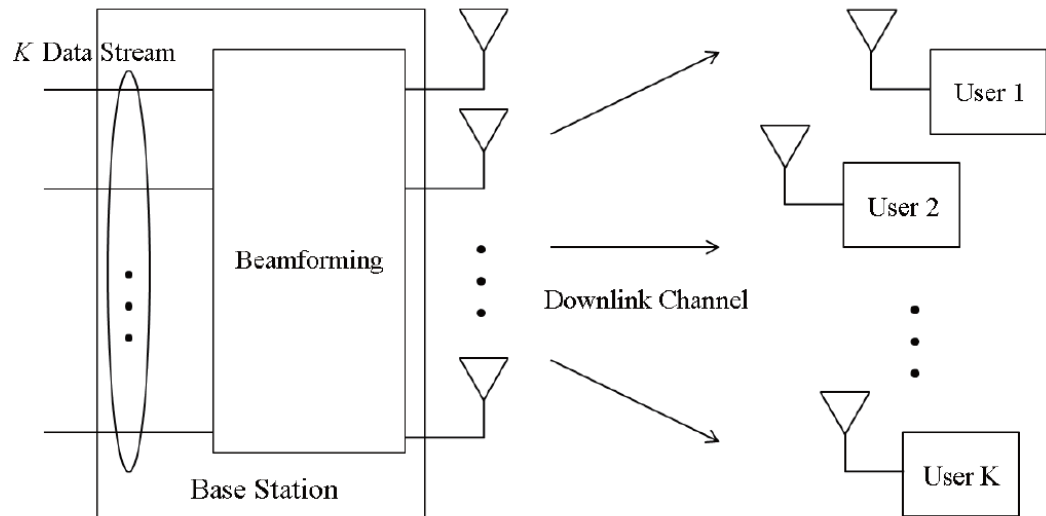 K Data Stream
Beamforming
Base Station
Downlink Channel
User 1
User 2
User K